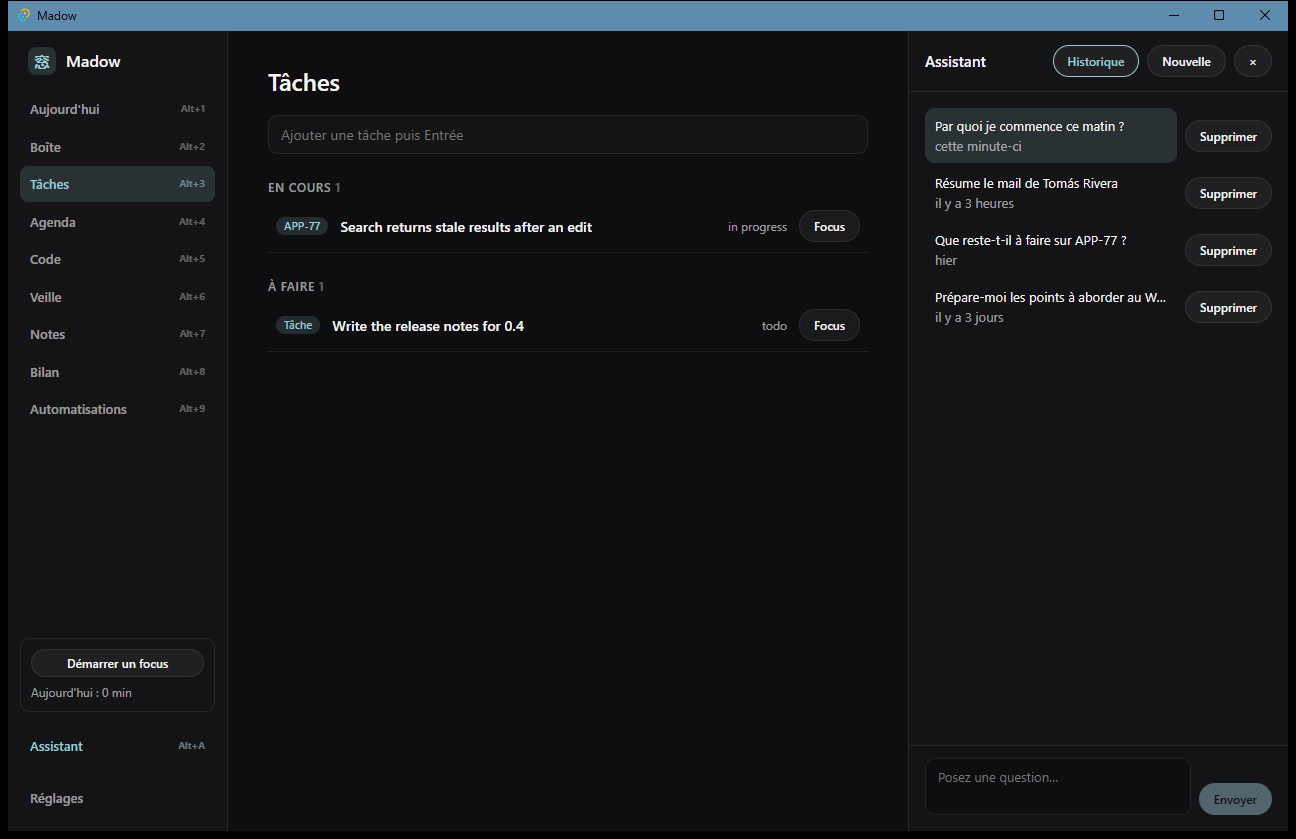 Madow
窓
Madow
Aujourd'hui Alt+1
Boîte Alt+2
Tâches Alt+3
Agenda Alt+4
Code Alt+5
Veille Alt+6
Notes Alt+7
Bilan Alt+8
Automatisations Alt+9
Démarrer un focus
Aujourd'hui : 0 min
Assistant Alt+A
Réglages
Tâches
Ajouter une tâche puis Entrée
EN COURS 1
APP-77 Search returns stale results after an edit in progress Focus
À FAIRE 1
Tâche Write the release notes for 0.4 todo Focus
Assistant Historique Nouvelle ×
Par quoi je commence ce matin ?
cette minute-ci
Supprimer
Résume le mail de Tomás Rivera
il y a 3 heures
Supprimer
Que reste-t-il à faire sur APP-77 ?
hier
Supprimer
Prépare-moi les points à aborder au W...
il y a 3 jours
Supprimer
Posez une question...
Envoyer